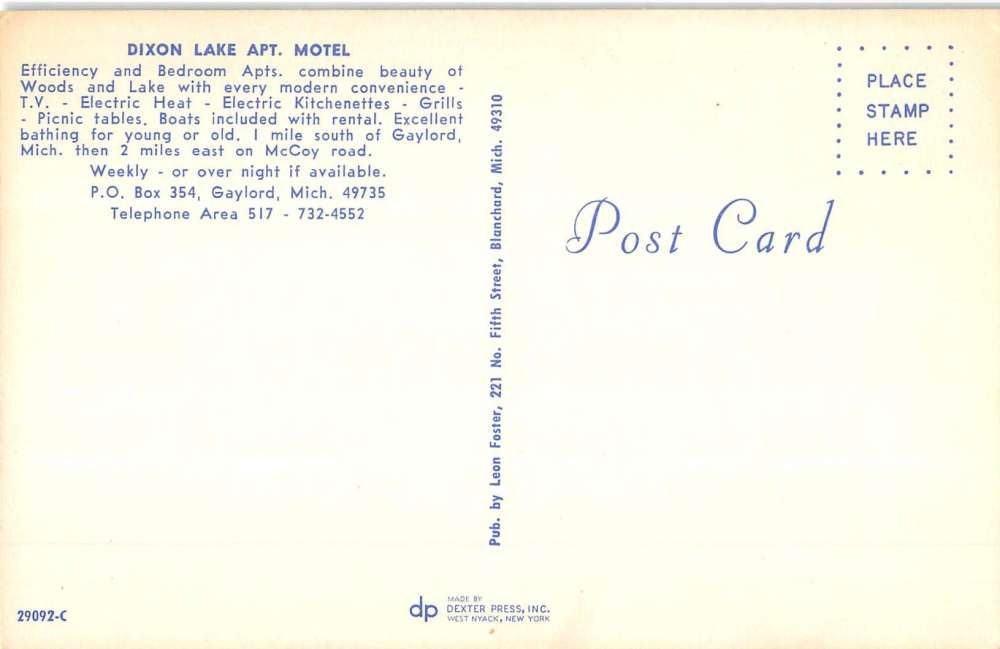 DIXON LAKE APT. MOTEL
Efficiency and Bedroom Apts. combine beauty of
Woods and Lake with every modern convenience -
T.V. - Electric Heat - Electric Kitchenettes - Grills
- Picnic tables. Boats included with rental. Excellent
bathing for young or old. 1 mile south of Gaylord,
Mich. then 2 miles east on McCoy road.
Weekly - or over night if available.
P.O. Box 354, Gaylord, Mich. 49735
Telephone Area 517 - 732-4552
Pub. by Leon Foster, 221 No. Fifth Street, Blanchard, Mich. 49310
PLACE
STAMP
HERE
Post Card
29092-C
dp
MADE BY
DEXTER PRESS, INC.
WEST NYACK, NEW YORK